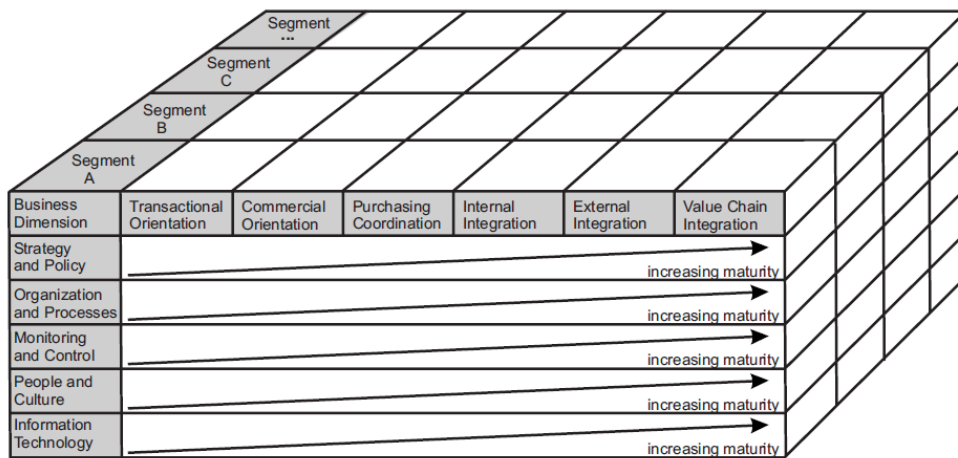 Segment
...
Segment
C
Segment
B
Segment
A
Business
Dimension
Transactional
Orientation
Commercial
Orientation
Purchasing
Coordination
Internal
Integration
External
Integration
Value Chain
Integration
Strategy
and Policy
increasing maturity
Organization
and Processes
increasing maturity
Monitoring
and Control
increasing maturity
People and
Culture
increasing maturity
Information
Technology
increasing maturity